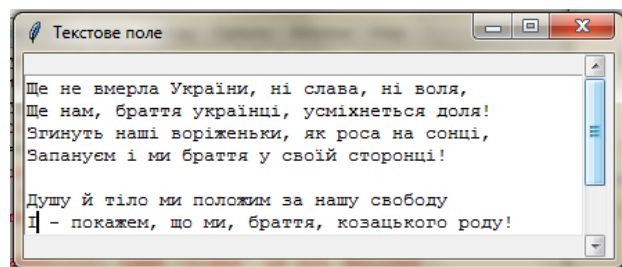 Текстове поле
Ще не вмерла України, ні слава, ні воля,
Ще нам, браття українці, усміхнеться доля!
Згинуть наші воріженьки, як роса на сонці,
Запануєм і ми браття у своїй сторонці!
Душу й тіло ми положим за нашу свободу
І - покажем, що ми, браття, козацького роду!